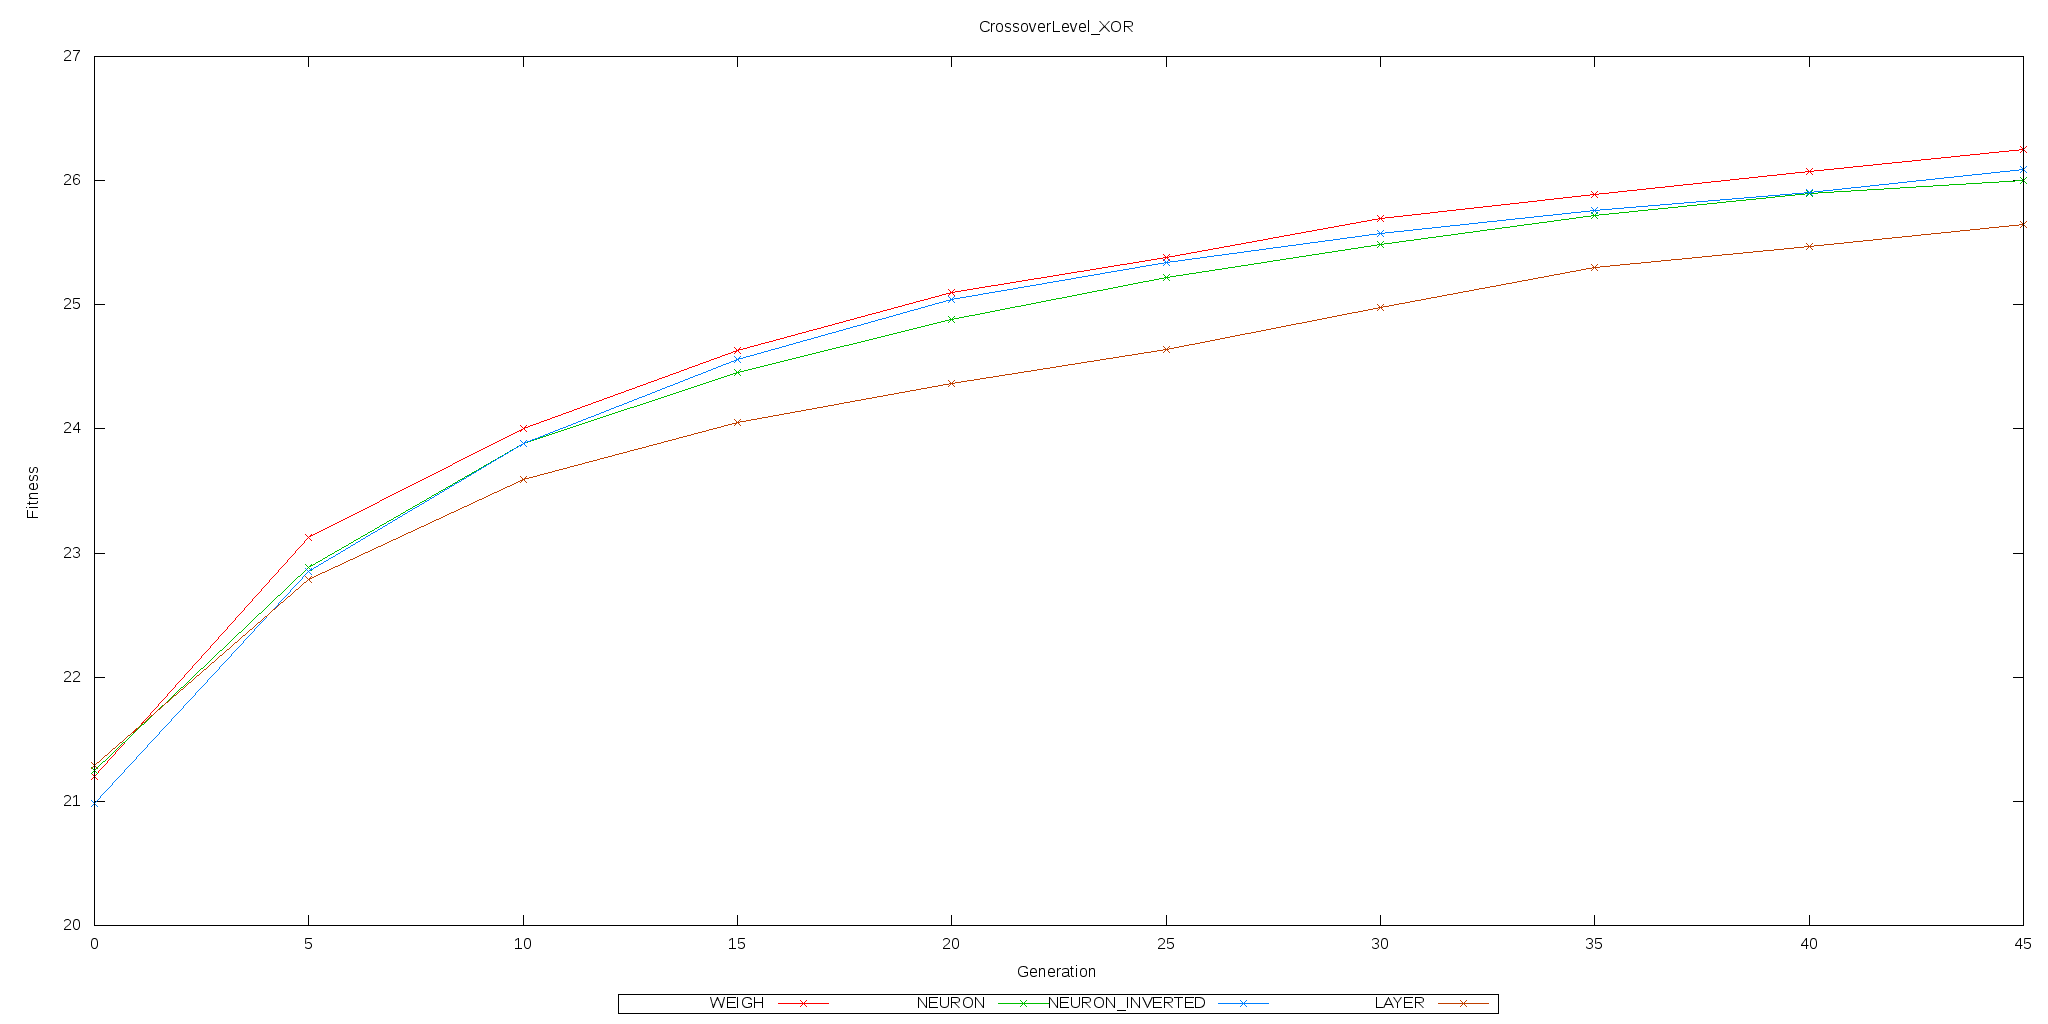 CrossoverLevel_XOR
27
26
25
24
23
22
21
20
Fitness
0 5 10 15 20 25 30 35 40 45
Generation
WEIGH NEURON NEURON_INVERTED LAYER